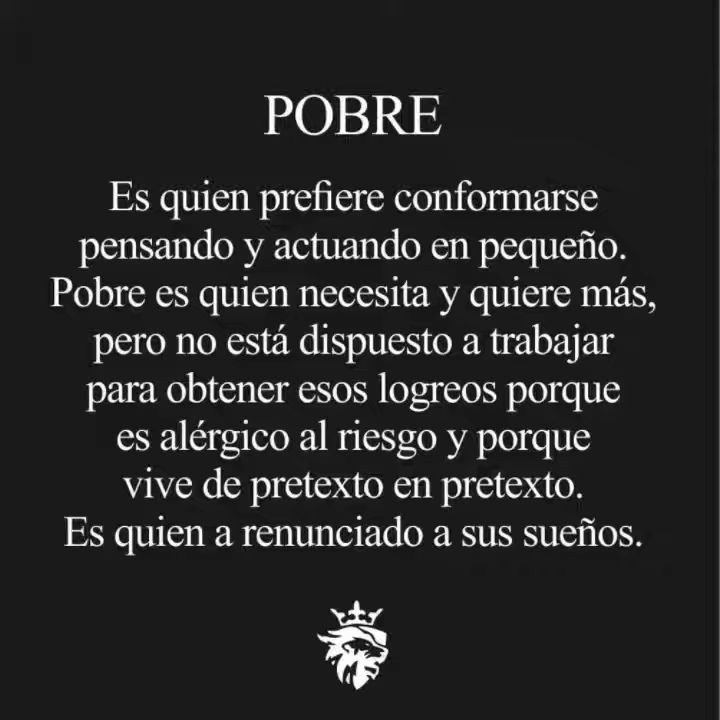 POBRE
Es quien prefiere conformarse
pensando y actuando en pequeño.
Pobre es quien necesita y quiere más,
pero no está dispuesto a trabajar
para obtener esos logreos porque
es alérgico al riesgo y porque
vive de pretexto en pretexto.
Es quien a renunciado a sus sueños.